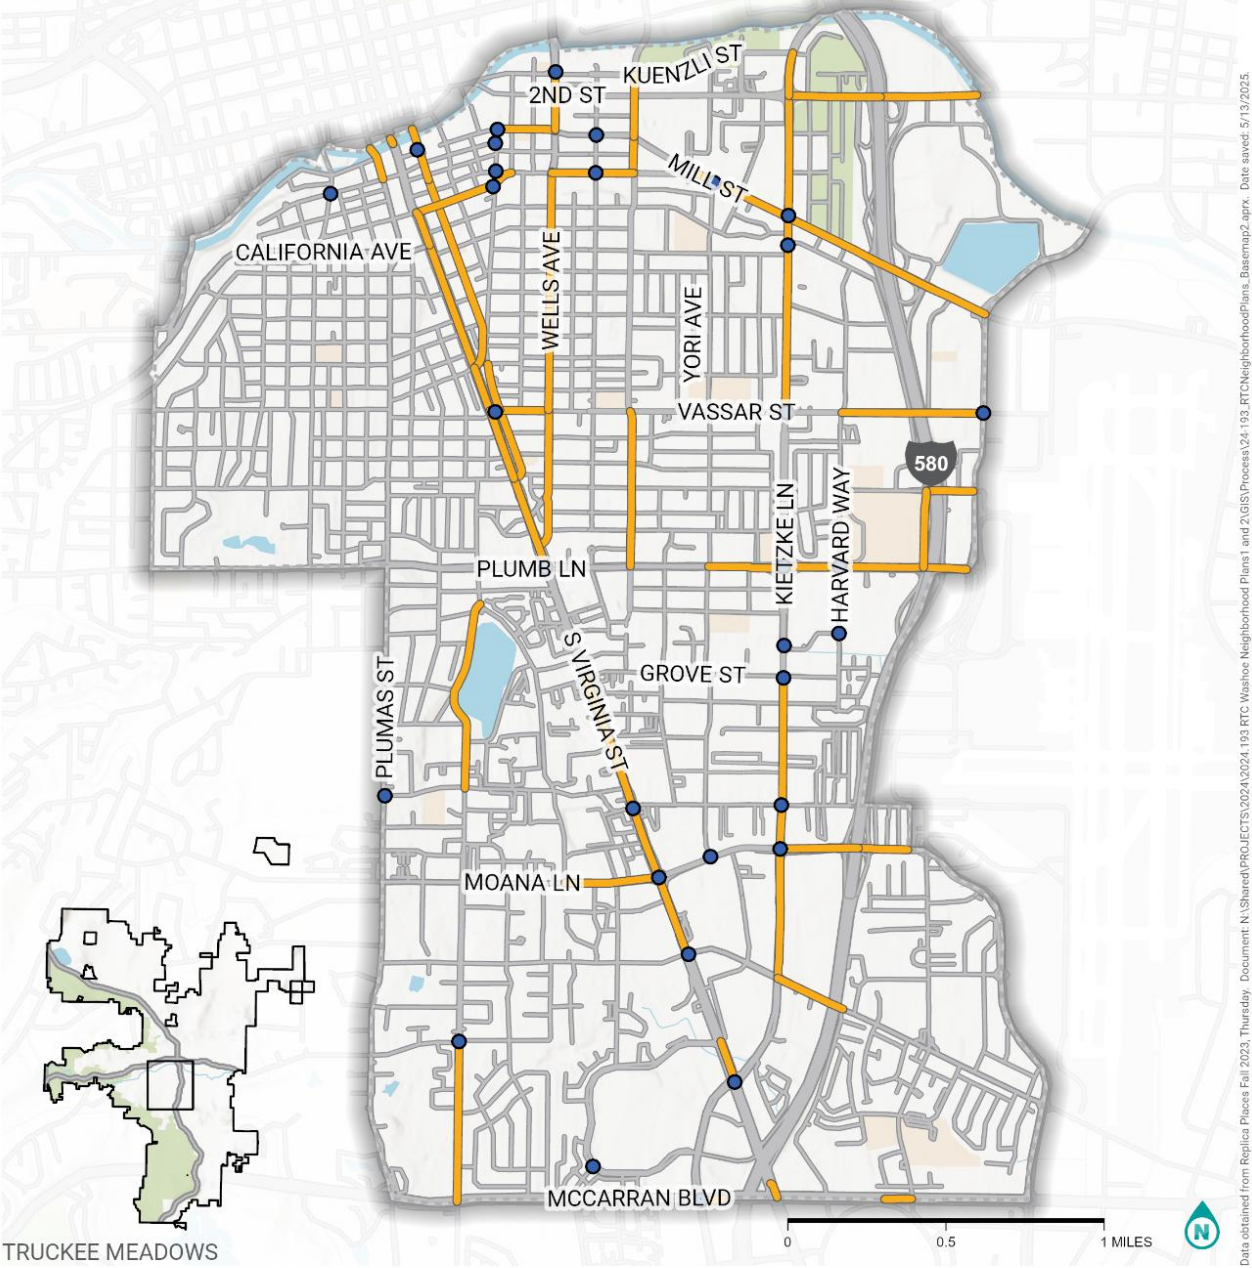 KUENZLI ST
2ND ST
MILL ST
CALIFORNIA AVE
WELLS AVE
YORI AVE
VASSAR ST
580
KIETZKE LN
HARVARD WAY
PLUMB LN
S VIRGINIA ST
GROVE ST
PLUMAS ST
MOANA LN
MCCARRAN BLVD
TRUCKEE MEADOWS
0 0.5 1 MILES
N
Data obtained from Replica Places Fall 2023, Thursday. Document: N:\Shared\PROJECTS\2024\2024.193 RTC Washoe Neighborhood Plans1 and 2\GIS\Process\24-193_RTCNeighborhoodPlans_Basemap2.aprx. Date saved: 5/13/2025.